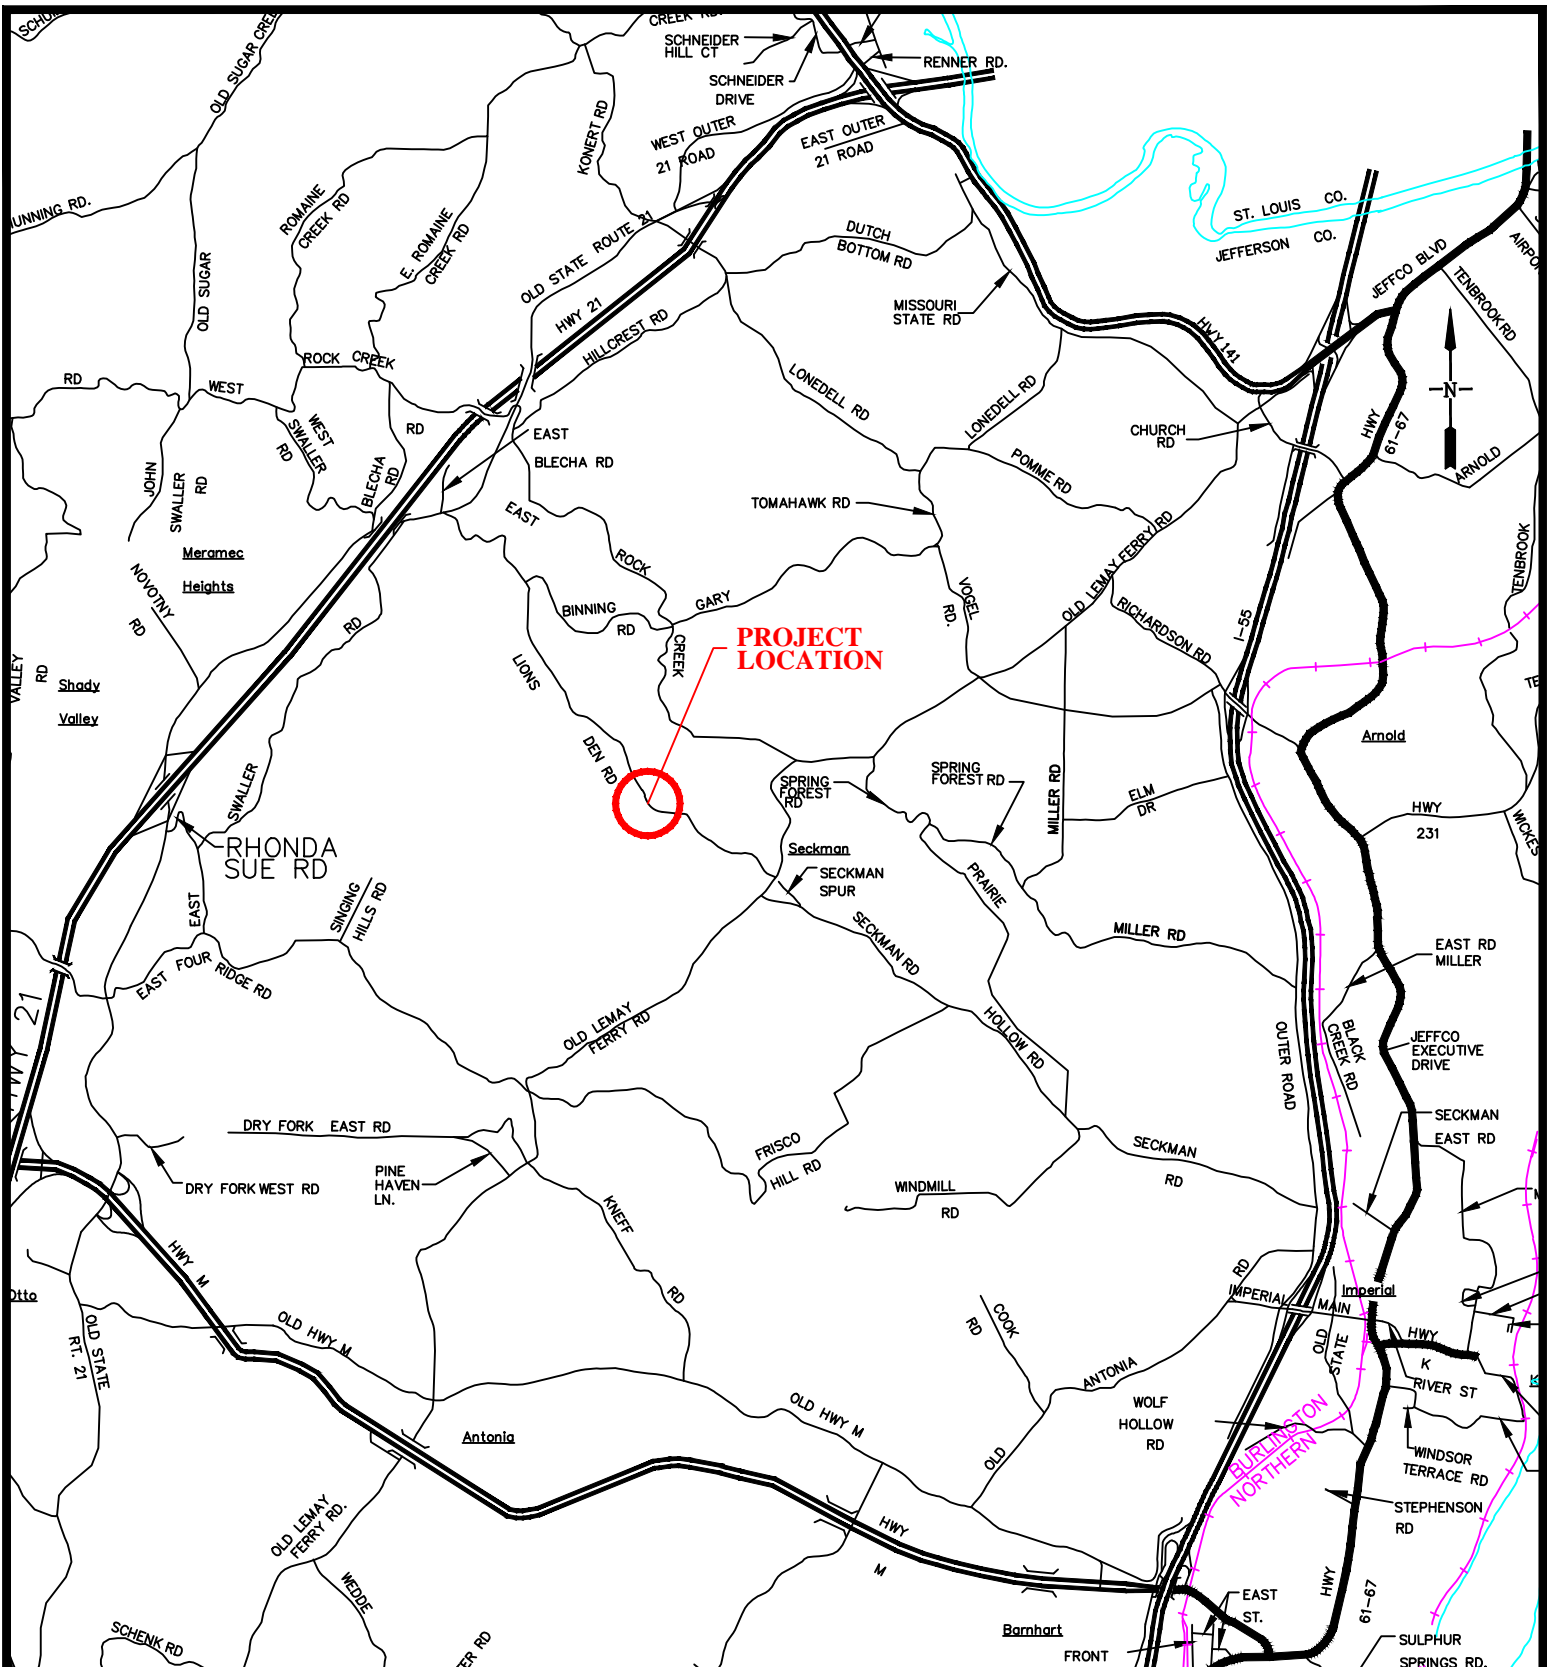 CREEK RD.
SCHNEIDER
HILL CT
SCHNEIDER
DRIVE
RENNER RD.
OLD SUGAR CREEK
KONERT RD
WEST OUTER
21 ROAD
EAST OUTER
21 ROAD
ROMAINE
CREEK RD
E. ROMAINE
CREEK RD
OLD STATE ROUTE 21
HWY 21
HILLCREST RD
DUTCH
BOTTOM RD
MISSOURI
STATE RD
ST. LOUIS CO.
JEFFERSON CO.
JEFFCO BLVD
TENBROOK RD
OLD SUGAR
ROCK CREEK
RD
RD
WEST
WEST
SWALLER
RD
LONEDELL RD
LONEDELL RD
HWY 141
N
HWY
61-67
ARNOLD
CHURCH
RD
POMME RD
EAST
BLECHA RD
BLECHA
RD
JOHN
SWALLER
RD
TOMAHAWK RD
EAST
ROCK
CREEK
Meramec
Heights
NOVOTNY
RD
BINNING
RD
GARY
VOGEL
RD.
OLD LEMAY FERRY RD
RICHARDSON RD
I-55
TENBROOK
PROJECT
LOCATION
LIONS
DEN RD
RD
VALLEY
RD
Shady
Valley
SWALLER
Arnold
SPRING
FOREST
RD
SPRING
FOREST RD
MILLER RD
ELM
DR
HWY
231
WICKES
RHONDA
SUE RD
Seckman
SECKMAN
SPUR
PRAIRIE
EAST
SINGING
HILLS RD
SECKMAN RD
MILLER RD
EAST RD
MILLER
EAST FOUR RIDGE RD
HWY 21
OLD LEMAY
FERRY RD
HOLLOW RD
OUTER ROAD
BLACK
CREEK RD
JEFFCO
EXECUTIVE
DRIVE
SECKMAN
EAST RD
DRY FORK EAST RD
FRISCO
HILL RD
SECKMAN
RD
DRY FORK WEST RD
PINE
HAVEN
LN.
WINDMILL
RD
KNEFF
RD
HWY M
Otto
OLD STATE
RT. 21
OLD HWY M
RD
IMPERIAL MAIN
Imperial
COOK
RD
OLD
STATE
HWY
K
RIVER ST
ANTONIA
OLD
OLD HWY M
WOLF
HOLLOW
RD
Antonia
BURLINGTON
NORTHERN
WINDSOR
TERRACE RD
STEPHENSON
RD
OLD LEMAY
FERRY RD.
HWY
M
WEDDE
HWY
61-67
EAST
ST.
SCHENK RD
Barnhart
FRONT
SULPHUR
SPRINGS RD.